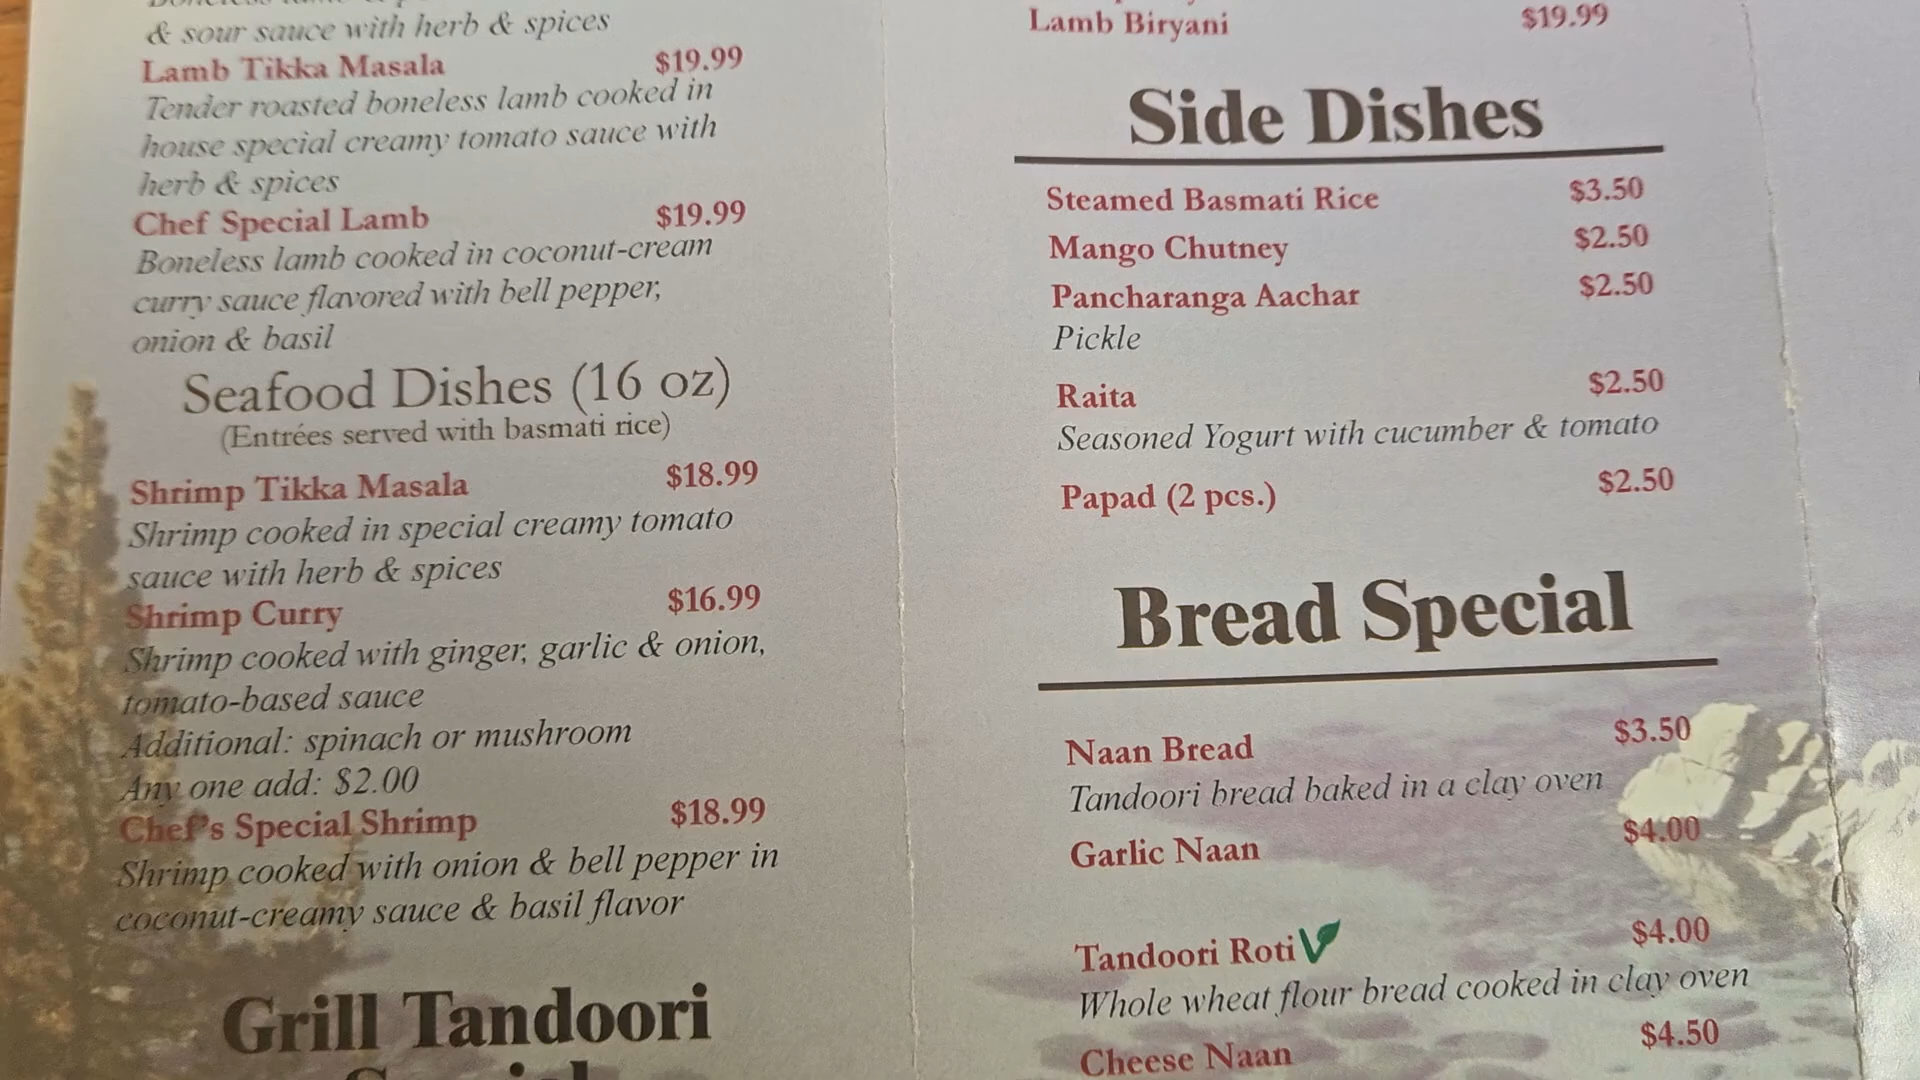 & sour sauce with herb & spices
Lamb Tikka Masala $19.99
Tender roasted boneless lamb cooked in
house special creamy tomato sauce with
herb & spices
Chef Special Lamb $19.99
Boneless lamb cooked in coconut-cream
curry sauce flavored with bell pepper,
onion & basil
Seafood Dishes (16 oz)
(Entrées served with basmati rice)
Shrimp Tikka Masala $18.99
Shrimp cooked in special creamy tomato
sauce with herb & spices
Shrimp Curry $16.99
Shrimp cooked with ginger, garlic & onion,
tomato-based sauce
Additional: spinach or mushroom
Any one add: $2.00
Chef's Special Shrimp $18.99
Shrimp cooked with onion & bell pepper in
coconut-creamy sauce & basil flavor
Grill Tandoori
Lamb Biryani $19.99
Side Dishes
Steamed Basmati Rice $3.50
Mango Chutney $2.50
Pancharanga Aachar $2.50
Pickle
Raita $2.50
Seasoned Yogurt with cucumber & tomato
Papad (2 pcs.) $2.50
Bread Special
Naan Bread $3.50
Tandoori bread baked in a clay oven
Garlic Naan $4.00
Tandoori Roti $4.00
Whole wheat flour bread cooked in clay oven
Cheese Naan $4.50